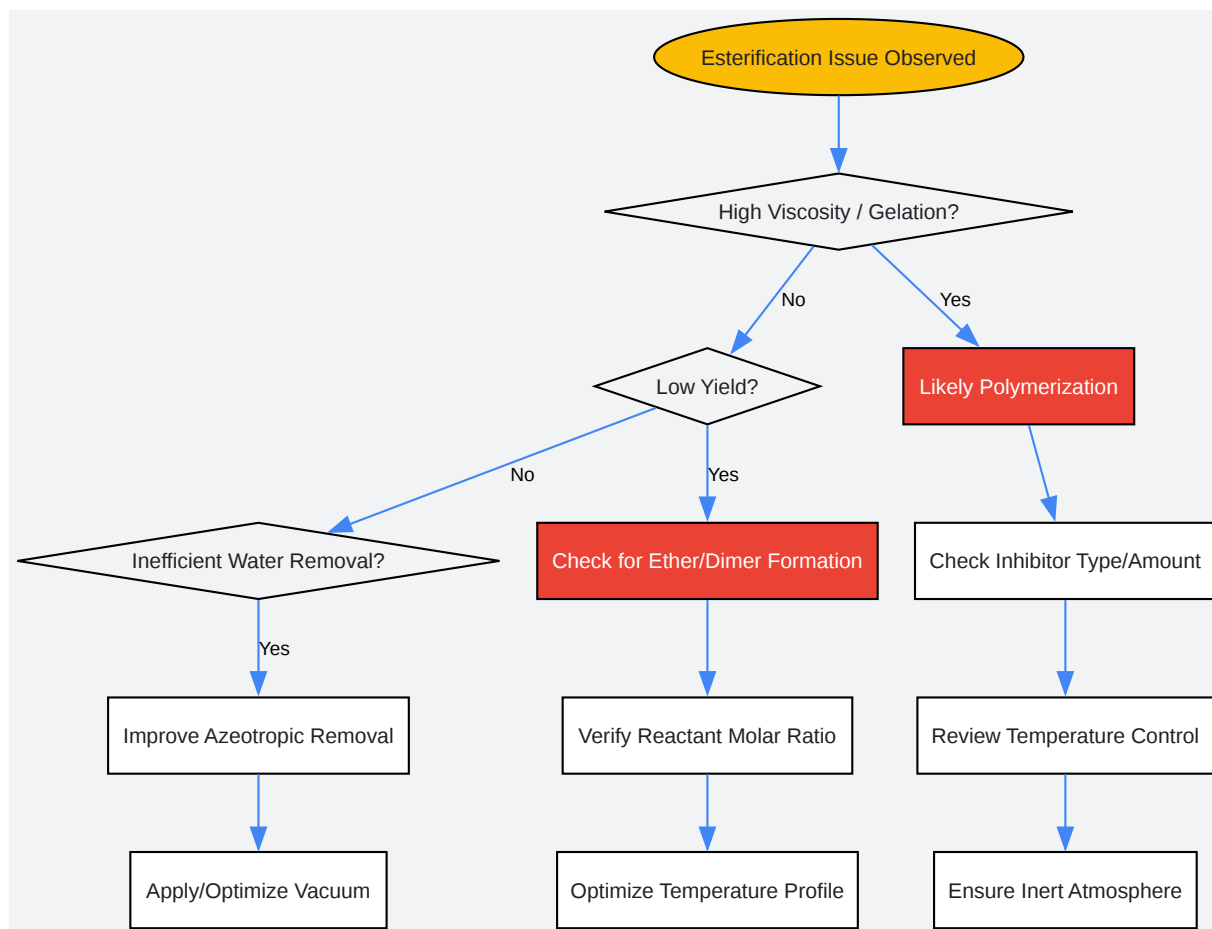 Esterification Issue Observed
High Viscosity / Gelation?
No
Yes
Low Yield?
Likely Polymerization
No
Yes
Inefficient Water Removal?
Check for Ether/Dimer Formation
Check Inhibitor Type/Amount
Yes
Improve Azeotropic Removal
Verify Reactant Molar Ratio
Review Temperature Control
Apply/Optimize Vacuum
Optimize Temperature Profile
Ensure Inert Atmosphere